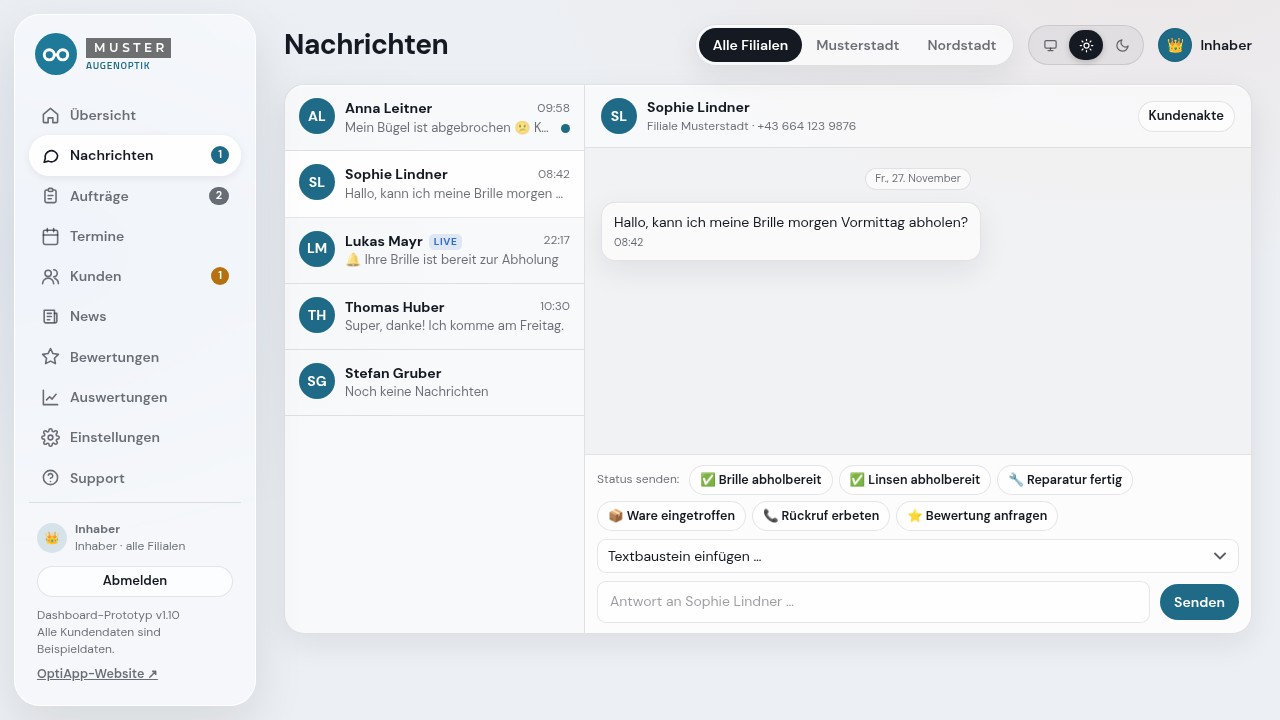 MUSTER
AUGENOPTIK
Übersicht
Nachrichten 1
Aufträge 2
Termine
Kunden 1
News
Bewertungen
Auswertungen
Einstellungen
Support
Inhaber
Inhaber · alle Filialen
Abmelden
Dashboard-Prototyp v1.10
Alle Kundendaten sind
Beispieldaten.
OptiApp-Website ↗
Nachrichten
Alle Filialen Musterstadt Nordstadt
Inhaber
AL Anna Leitner 09:58
Mein Bügel ist abgebrochen 😕 K…
SL Sophie Lindner 08:42
Hallo, kann ich meine Brille morgen …
LM Lukas Mayr LIVE 22:17
🔔 Ihre Brille ist bereit zur Abholung
TH Thomas Huber 10:30
Super, danke! Ich komme am Freitag.
SG Stefan Gruber
Noch keine Nachrichten
SL Sophie Lindner
Filiale Musterstadt · +43 664 123 9876
Kundenakte
Fr., 27. November
Hallo, kann ich meine Brille morgen Vormittag abholen?
08:42
Status senden: ✅ Brille abholbereit ✅ Linsen abholbereit 🔧 Reparatur fertig
📦 Ware eingetroffen 📞 Rückruf erbeten ⭐ Bewertung anfragen
Textbaustein einfügen …
Antwort an Sophie Lindner …
Senden